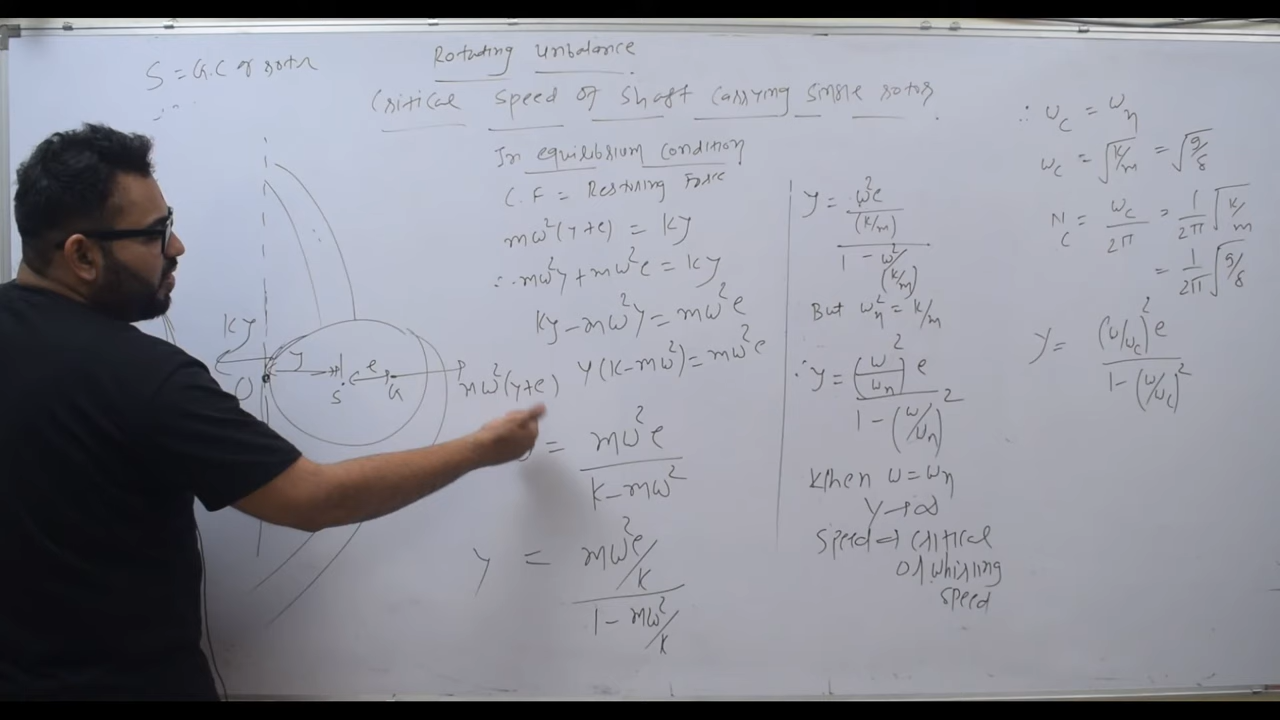 Rotating Unbalance
S = G.C of rotor
Critical speed of shaft carrying single rotor.
In equilibrium condition
C.F = Restoring Force
mω²(y+e) = Ky
∴ mω²y + mω²e = Ky
Ky - mω²y = mω²e
y(K-mω²) = mω²e
= mω²e / K-mω²
y = mω²e/K / 1 - mω²/K
Ky
y
e
O
S
G
mω²(y+e)
y = ω²e/(k/m) / 1 - ω²/(k/m)
But ωn² = k/m
∴ y = (ω/ωn)² e / 1 - (ω/ωn)²
When ω = ωn
y → ∞
Speed → critical
or whirling
speed
∴ ωc = ωn
ωc = √k/m = √g/δ
Nc = ωc/2π = 1/2π √k/m
= 1/2π √g/δ
y = (ω/ωc)² e / 1 - (ω/ωc)²